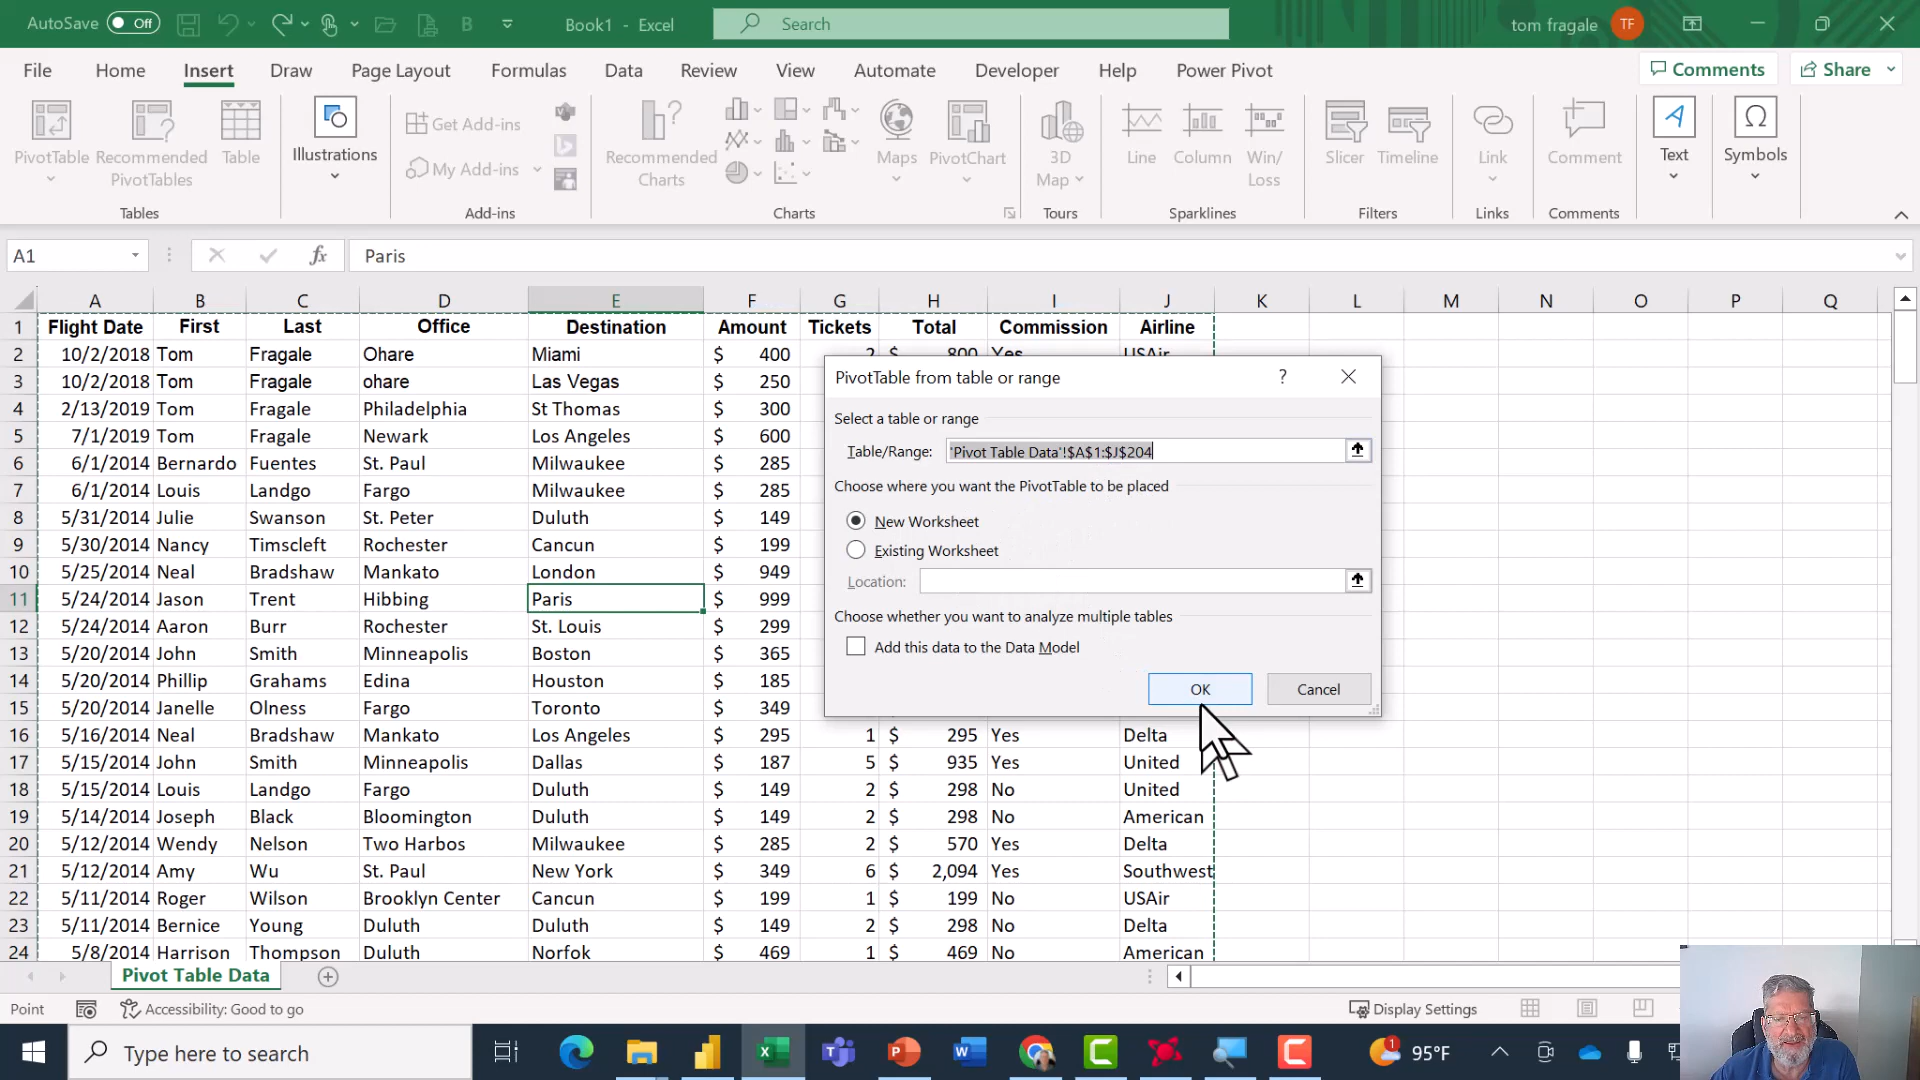 AutoSave Off Book1 - Excel Search tom fragale TF
File Home Insert Draw Page Layout Formulas Data Review View Automate Developer Help Power Pivot Comments Share
PivotTable Recommended PivotTables Table Illustrations Get Add-ins My Add-ins Recommended Charts Maps PivotChart 3D Map Line Column Win/Loss Slicer Timeline Link Comment Text Symbols
Tables Add-ins Charts Tours Sparklines Filters Links Comments
A1 fx Paris
A B C D E F G H I J K L M N O P Q
1 Flight Date First Last Office Destination Amount Tickets Total Commission Airline
2 10/2/2018 Tom Fragale Ohare Miami $ 400 2 $ 800 Yes USAir
3 10/2/2018 Tom Fragale ohare Las Vegas $ 250
4 2/13/2019 Tom Fragale Philadelphia St Thomas $ 300
5 7/1/2019 Tom Fragale Newark Los Angeles $ 600
6 6/1/2014 Bernardo Fuentes St. Paul Milwaukee $ 285
7 6/1/2014 Louis Landgo Fargo Milwaukee $ 285
8 5/31/2014 Julie Swanson St. Peter Duluth $ 149
9 5/30/2014 Nancy Timscleft Rochester Cancun $ 199
10 5/25/2014 Neal Bradshaw Mankato London $ 949
11 5/24/2014 Jason Trent Hibbing Paris $ 999
12 5/24/2014 Aaron Burr Rochester St. Louis $ 299
13 5/20/2014 John Smith Minneapolis Boston $ 365
14 5/20/2014 Phillip Grahams Edina Houston $ 185
15 5/20/2014 Janelle Olness Fargo Toronto $ 349
16 5/16/2014 Neal Bradshaw Mankato Los Angeles $ 295 1 $ 295 Yes Delta
17 5/15/2014 John Smith Minneapolis Dallas $ 187 5 $ 935 Yes United
18 5/15/2014 Louis Landgo Fargo Duluth $ 149 2 $ 298 No United
19 5/14/2014 Joseph Black Bloomington Duluth $ 149 2 $ 298 No American
20 5/12/2014 Wendy Nelson Two Harbos Milwaukee $ 285 2 $ 570 Yes Delta
21 5/12/2014 Amy Wu St. Paul New York $ 349 6 $ 2,094 Yes Southwest
22 5/11/2014 Roger Wilson Brooklyn Center Cancun $ 199 1 $ 199 No USAir
23 5/11/2014 Bernice Young Duluth Duluth $ 149 2 $ 298 No Delta
24 5/8/2014 Harrison Thompson Duluth Norfok $ 469 1 $ 469 No American
PivotTable from table or range ?
Select a table or range
Table/Range: 'Pivot Table Data'!$A$1:$J$204
Choose where you want the PivotTable to be placed
New Worksheet
Existing Worksheet
Location:
Choose whether you want to analyze multiple tables
Add this data to the Data Model
OK Cancel
Pivot Table Data
Point Accessibility: Good to go Display Settings
Type here to search 1 95°F